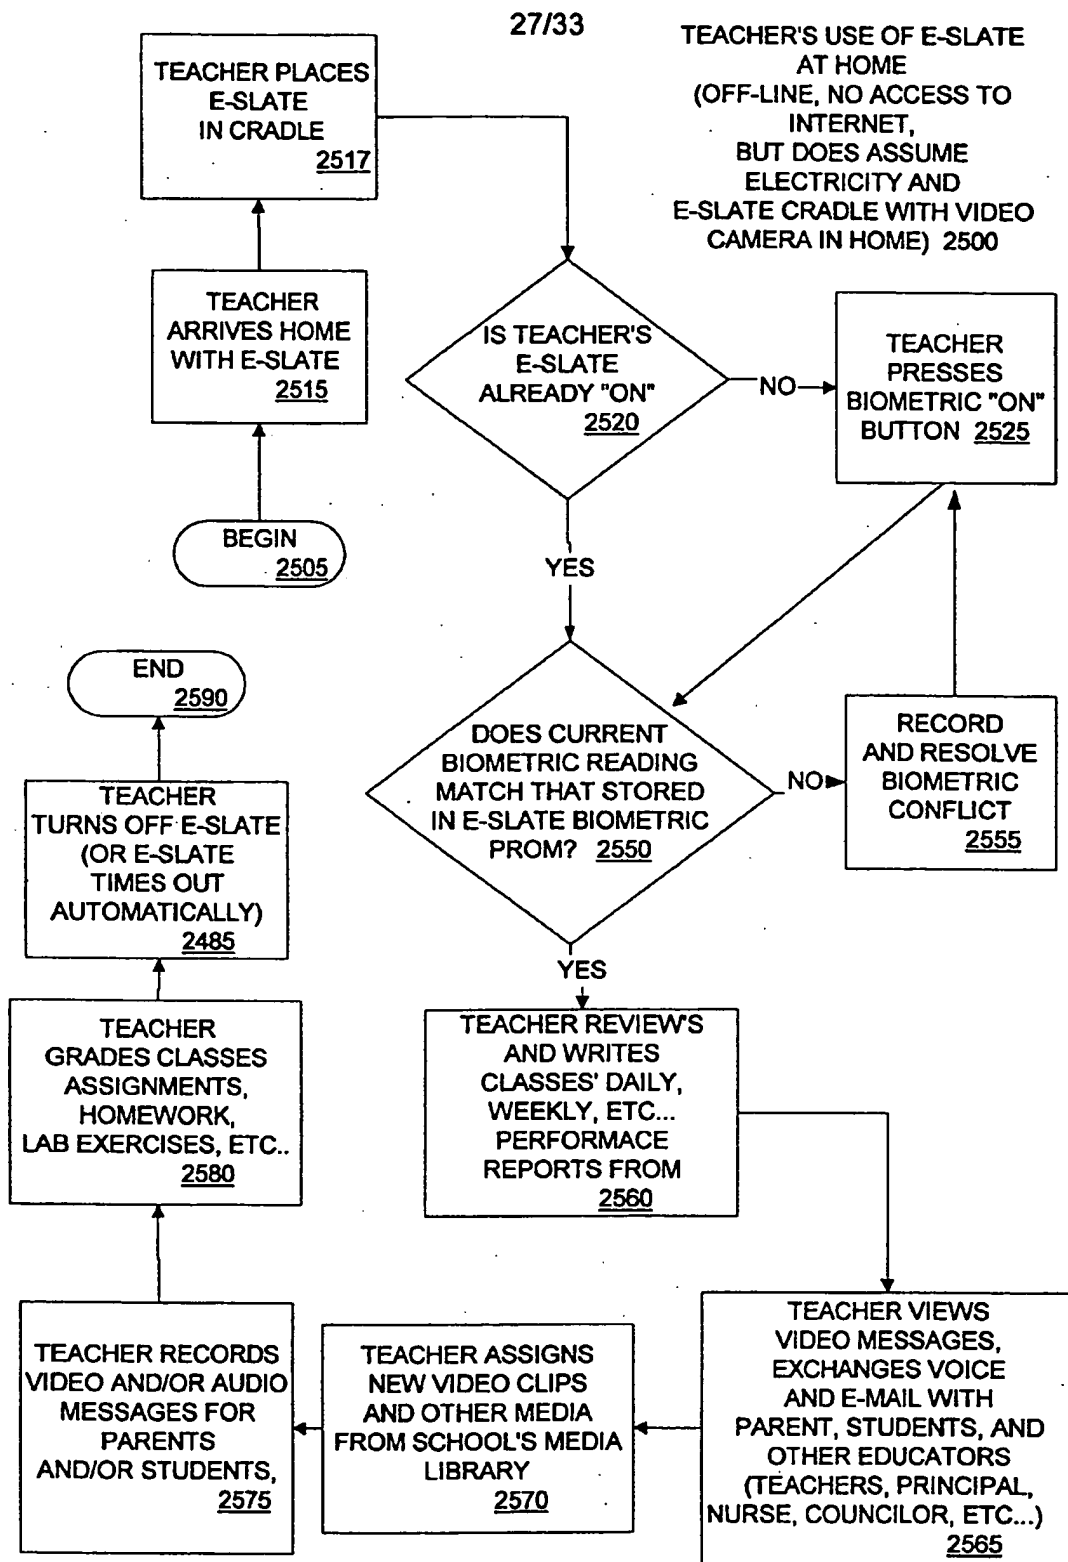 27/33
TEACHER'S USE OF E-SLATE
AT HOME
(OFF-LINE, NO ACCESS TO
INTERNET,
BUT DOES ASSUME
ELECTRICITY AND
E-SLATE CRADLE WITH VIDEO
CAMERA IN HOME) 2500
TEACHER PLACES
E-SLATE
IN CRADLE
2517
TEACHER
ARRIVES HOME
WITH E-SLATE
2515
BEGIN
2505
IS TEACHER'S
E-SLATE
ALREADY "ON"
2520
NO
TEACHER
PRESSES
BIOMETRIC "ON"
BUTTON 2525
YES
DOES CURRENT
BIOMETRIC READING
MATCH THAT STORED
IN E-SLATE BIOMETRIC
PROM? 2550
NO
RECORD
AND RESOLVE
BIOMETRIC
CONFLICT
2555
YES
TEACHER REVIEW'S
AND WRITES
CLASSES' DAILY,
WEEKLY, ETC...
PERFORMACE
REPORTS FROM
2560
TEACHER VIEWS
VIDEO MESSAGES,
EXCHANGES VOICE
AND E-MAIL WITH
PARENT, STUDENTS, AND
OTHER EDUCATORS
(TEACHERS, PRINCIPAL,
NURSE, COUNCILOR, ETC...)
2565
TEACHER ASSIGNS
NEW VIDEO CLIPS
AND OTHER MEDIA
FROM SCHOOL'S MEDIA
LIBRARY
2570
TEACHER RECORDS
VIDEO AND/OR AUDIO
MESSAGES FOR
PARENTS
AND/OR STUDENTS,
2575
TEACHER
GRADES CLASSES
ASSIGNMENTS,
HOMEWORK,
LAB EXERCISES, ETC..
2580
TEACHER
TURNS OFF E-SLATE
(OR E-SLATE
TIMES OUT
AUTOMATICALLY)
2485
END
2590